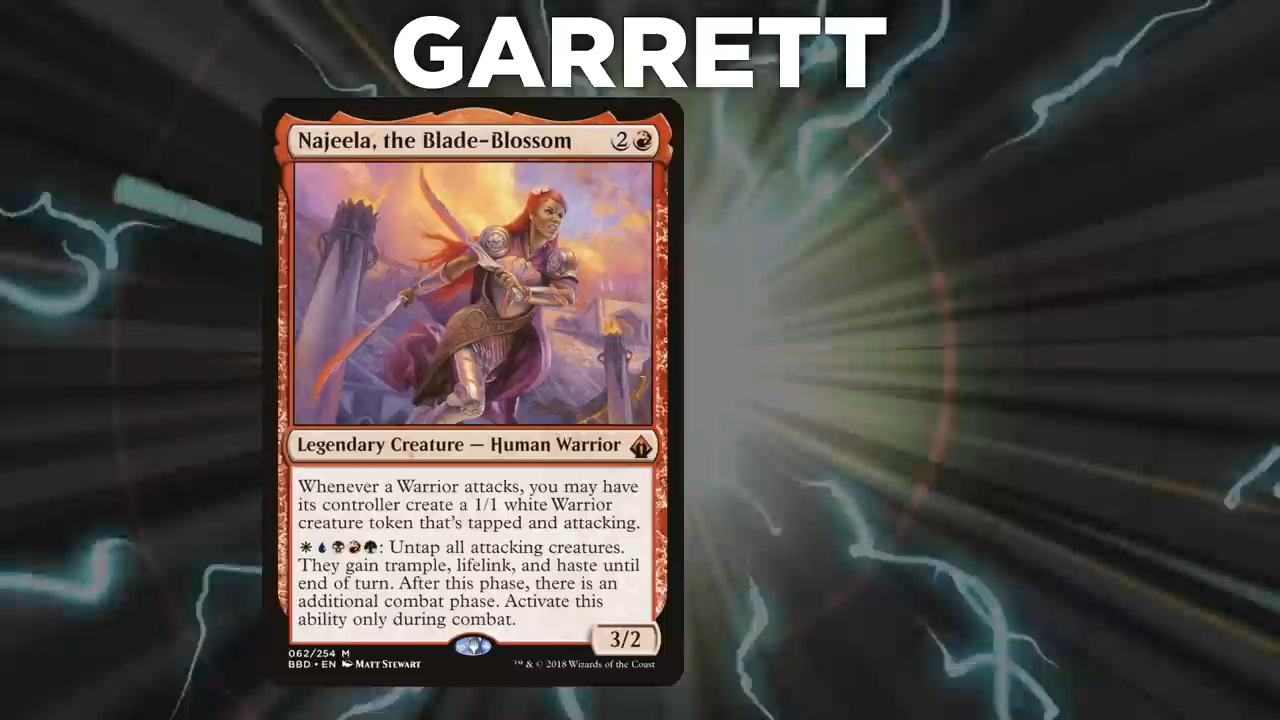 GARRETT
Najeela, the Blade-Blossom 2
Legendary Creature — Human Warrior
Whenever a Warrior attacks, you may have
its controller create a 1/1 white Warrior
creature token that's tapped and attacking.
: Untap all attacking creatures.
They gain trample, lifelink, and haste until
end of turn. After this phase, there is an
additional combat phase. Activate this
ability only during combat.
3/2
062/254 M
BBD • EN Matt Stewart
™ & © 2018 Wizards of the Coast